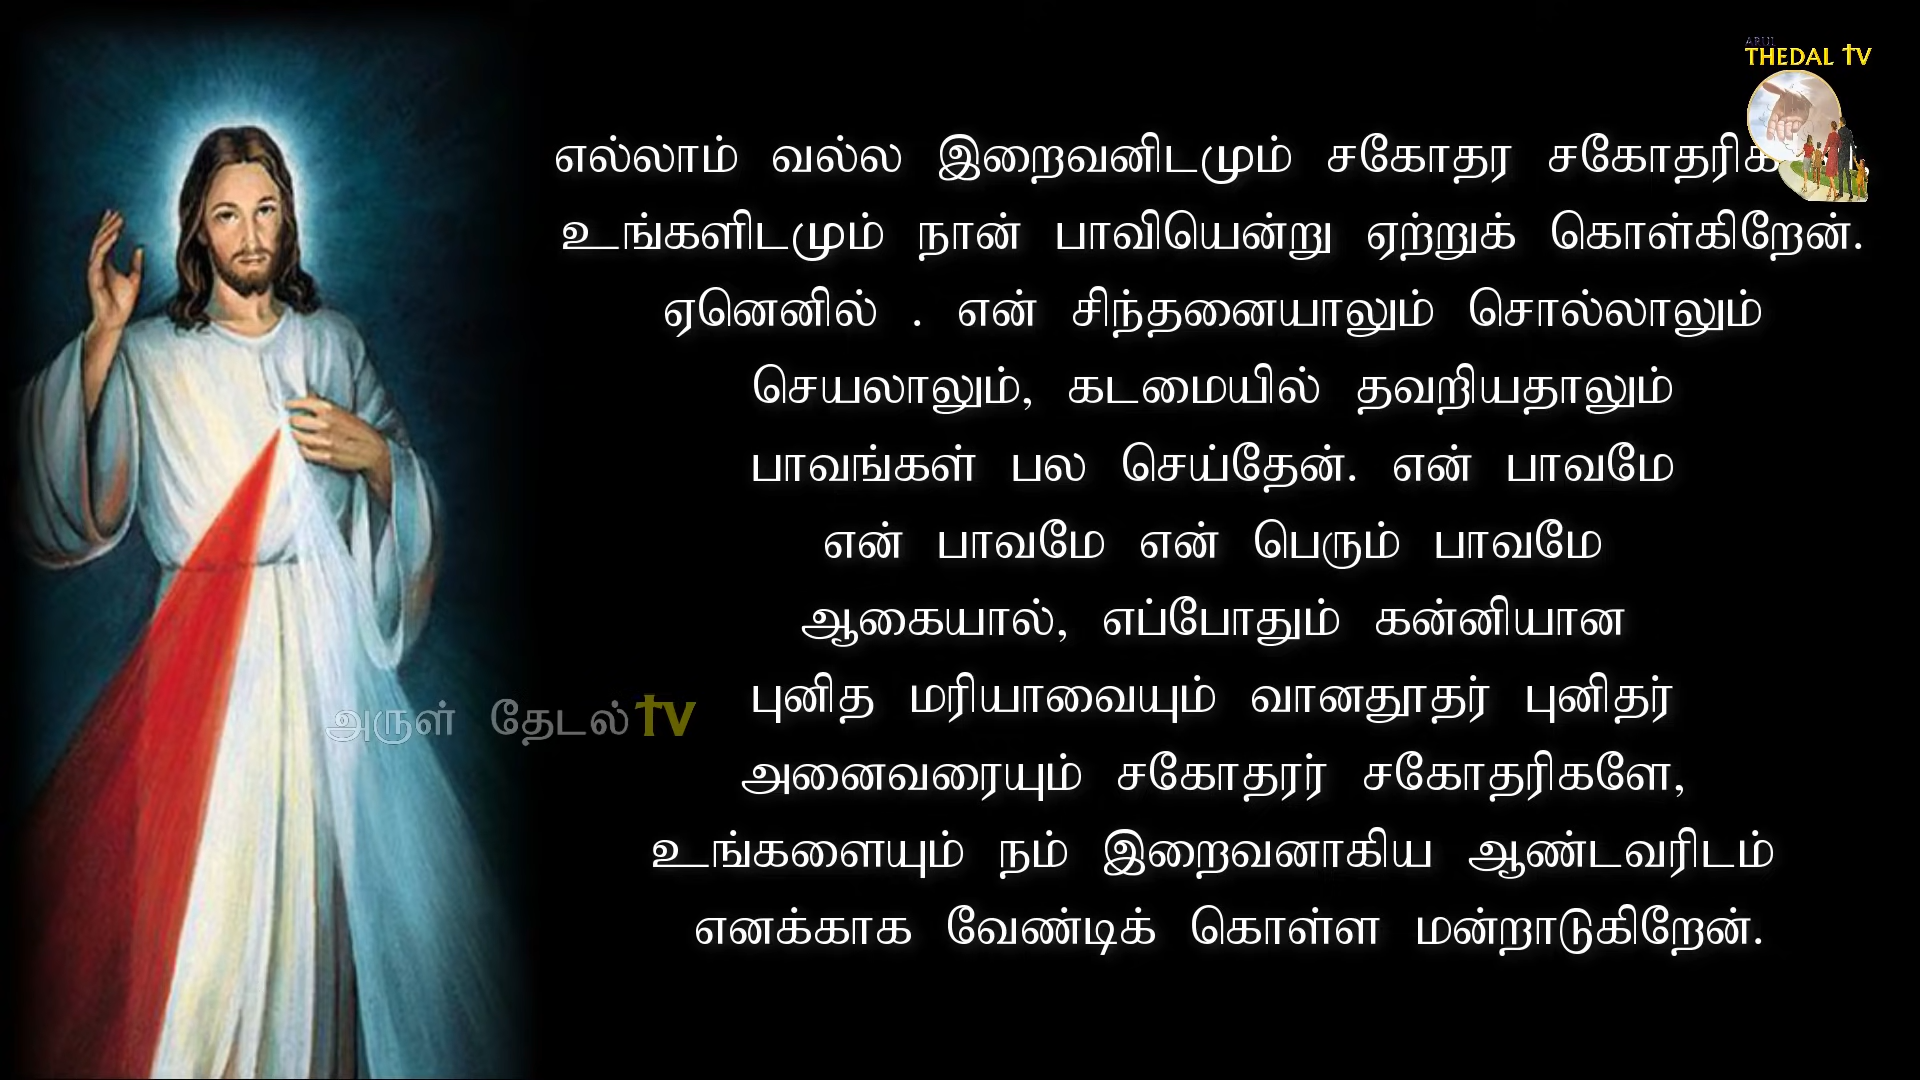 ARUL
THEDAL TV
எல்லாம் வல்ல இறைவனிடமும் சகோதர
உங்களிடமும் நான் பாவியென்று ஏற்றுக் கொள்கிறேன்.
ஏனெனில் . என் சிந்தனையாலும் சொல்லாலும்
செயலாலும், கடமையில் தவறியதாலும்
பாவங்கள் பல செய்தேன். என் பாவமே
என் பாவமே என் பெரும் பாவமே
ஆகையால், எப்போதும் கன்னியான
புனித மரியாவையும் வானதூதர் புனிதர்
அருள் தேடல் TV
அனைவரையும் சகோதரர் சகோதரிகளே,
உங்களையும் நம் இறைவனாகிய ஆண்டவரிடம்
எனக்காக வேண்டிக் கொள்ள மன்றாடுகிறேன்.